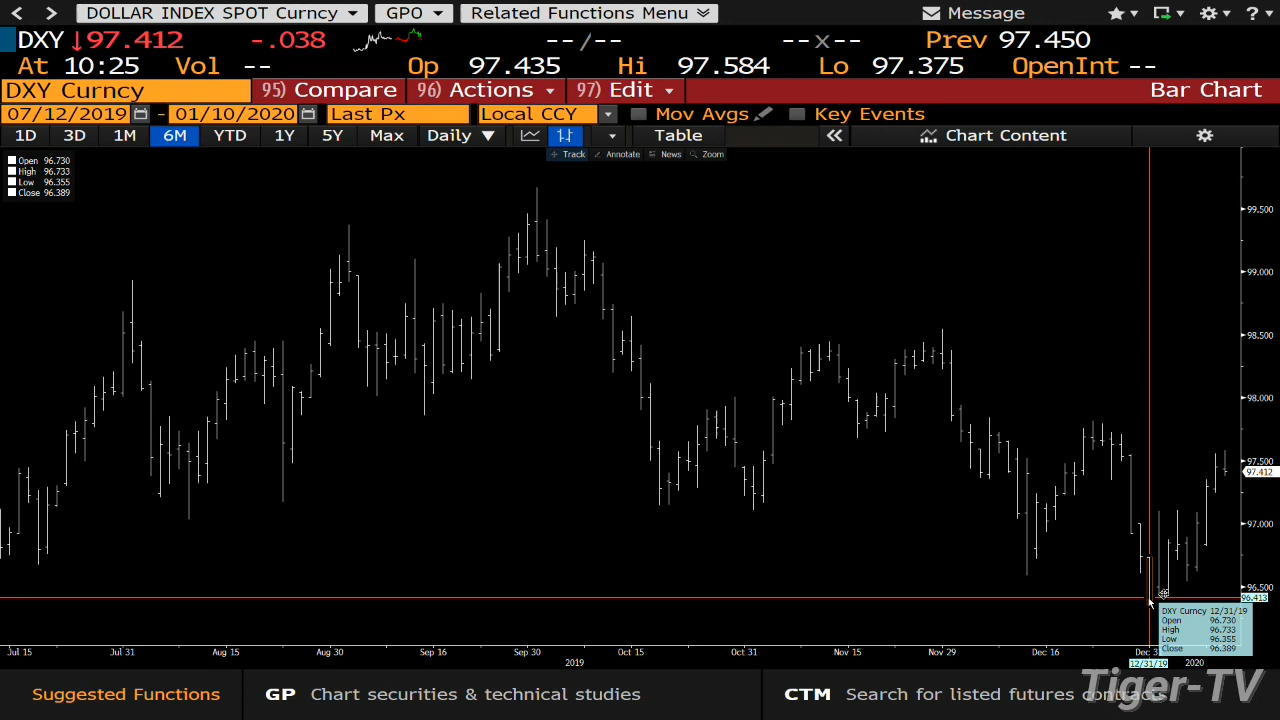 DOLLAR INDEX SPOT Curncy GPO Related Functions Menu Message ?
DXY ↓97.412 -.038 --/-- --x-- Prev 97.450
At 10:25 Vol -- Op 97.435 Hi 97.584 Lo 97.375 OpenInt --
DXY Curncy 95) Compare 96) Actions 97) Edit Bar Chart
07/12/2019 - 01/10/2020 Last Px Local CCY Mov Avgs Key Events
1D 3D 1M 6M YTD 1Y 5Y Max Daily Table Chart Content
Track Annotate News Zoom
Open 96.730
High 96.733
Low 96.355
Close 96.389
99.500
99.000
98.500
98.000
97.500
97.412
97.000
96.500
96.413
DXY Curncy 12/31/19
Open 96.730
High 96.733
Low 96.355
Close 96.389
Jul 15 Jul 31 Aug 15 Aug 30 Sep 16 Sep 30 Oct 15 Oct 31 Nov 15 Nov 29 Dec 16 Dec 3
2019 12/31/19 2020
Suggested Functions GP Chart securities & technical studies CTM Search for listed futures contracts
Tiger-TV